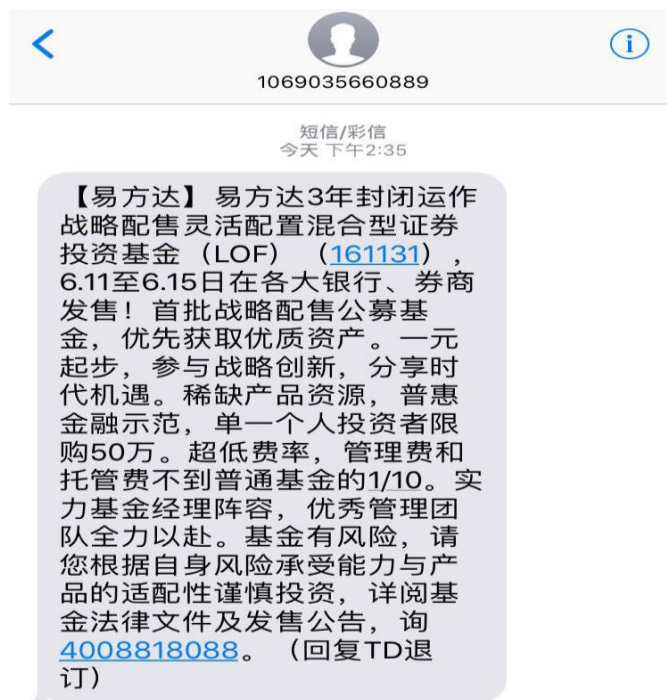 1069035660889
短信/彩信
今天 下午2:35
【易方达】易方达3年封闭运作
战略配售灵活配置混合型证券
投资基金（LOF）（161131），
6.11至6.15日在各大银行、券商
发售！首批战略配售公募基
金，优先获取优质资产。一元
起步，参与战略创新，分享时
代机遇。稀缺产品资源，普惠
金融示范，单一个人投资者限
购50万。超低费率，管理费和
托管费不到普通基金的1/10。实
力基金经理阵容，优秀管理团
队全力以赴。基金有风险，请
您根据自身风险承受能力与产
品的适配性谨慎投资，详阅基
金法律文件及发售公告，询
4008818088。（回复TD退
订）